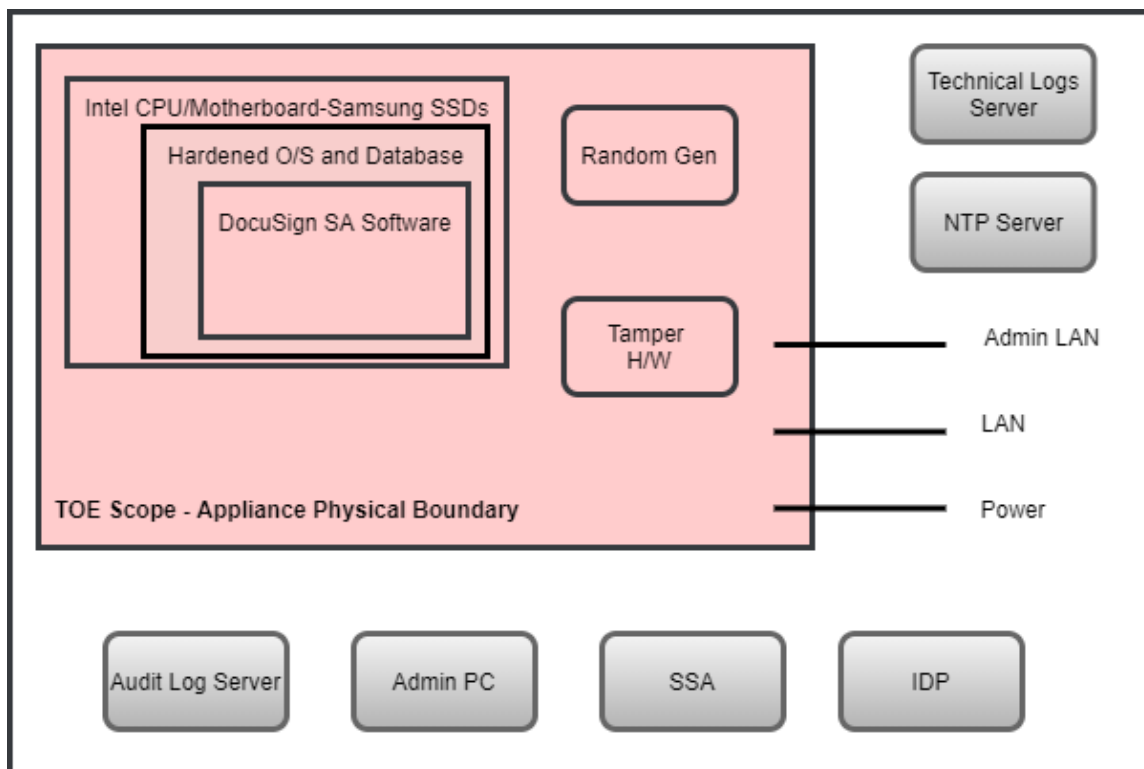 Intel CPU/Motherboard-Samsung SSDs
Hardened O/S and Database
DocuSign SA Software
Random Gen
Tamper
H/W
TOE Scope - Appliance Physical Boundary
Technical Logs
Server
NTP Server
Admin LAN
LAN
Power
Audit Log Server
Admin PC
SSA
IDP